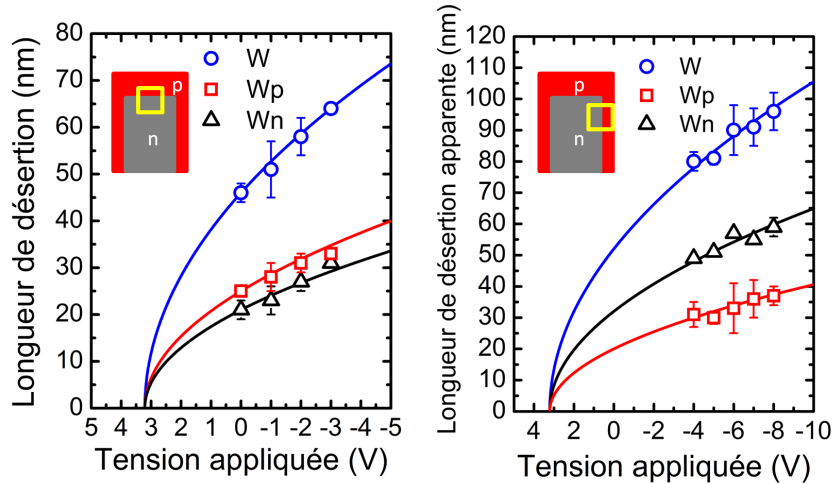 Longueur de désertion (nm)
80
70
60
50
40
30
20
10
0
W
Wp
Wn
p
n
5 4 3 2 1 0 -1 -2 -3 -4 -5
Tension appliquée (V)
Longueur de désertion apparente (nm)
120
110
100
90
80
70
60
50
40
30
20
10
0
W
Wp
Wn
p
n
4 2 0 -2 -4 -6 -8 -10
Tension appliquée (V)